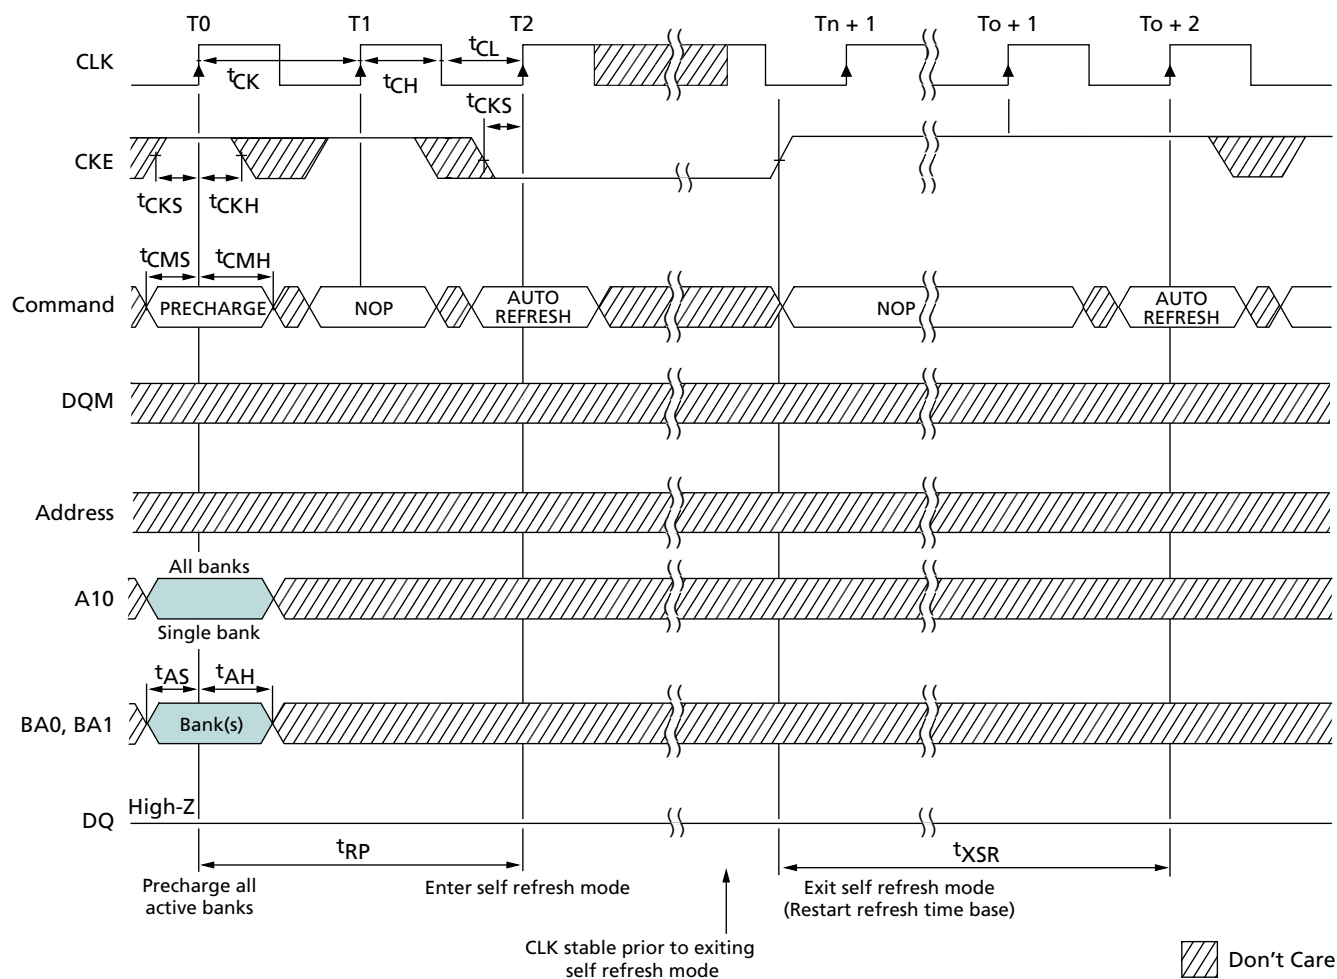 T0 T1 T2 Tn + 1 To + 1 To + 2
CLK
tCK tCH tCL
tCKS
CKE
tCKS tCKH
tCMS tCMH
Command PRECHARGE NOP AUTO REFRESH NOP AUTO REFRESH
DQM
Address
All banks
A10
Single bank
tAS tAH
BA0, BA1 Bank(s)
High-Z
DQ
tRP tXSR
Precharge all
active banks
Enter self refresh mode
Exit self refresh mode
(Restart refresh time base)
CLK stable prior to exiting
self refresh mode
Don't Care